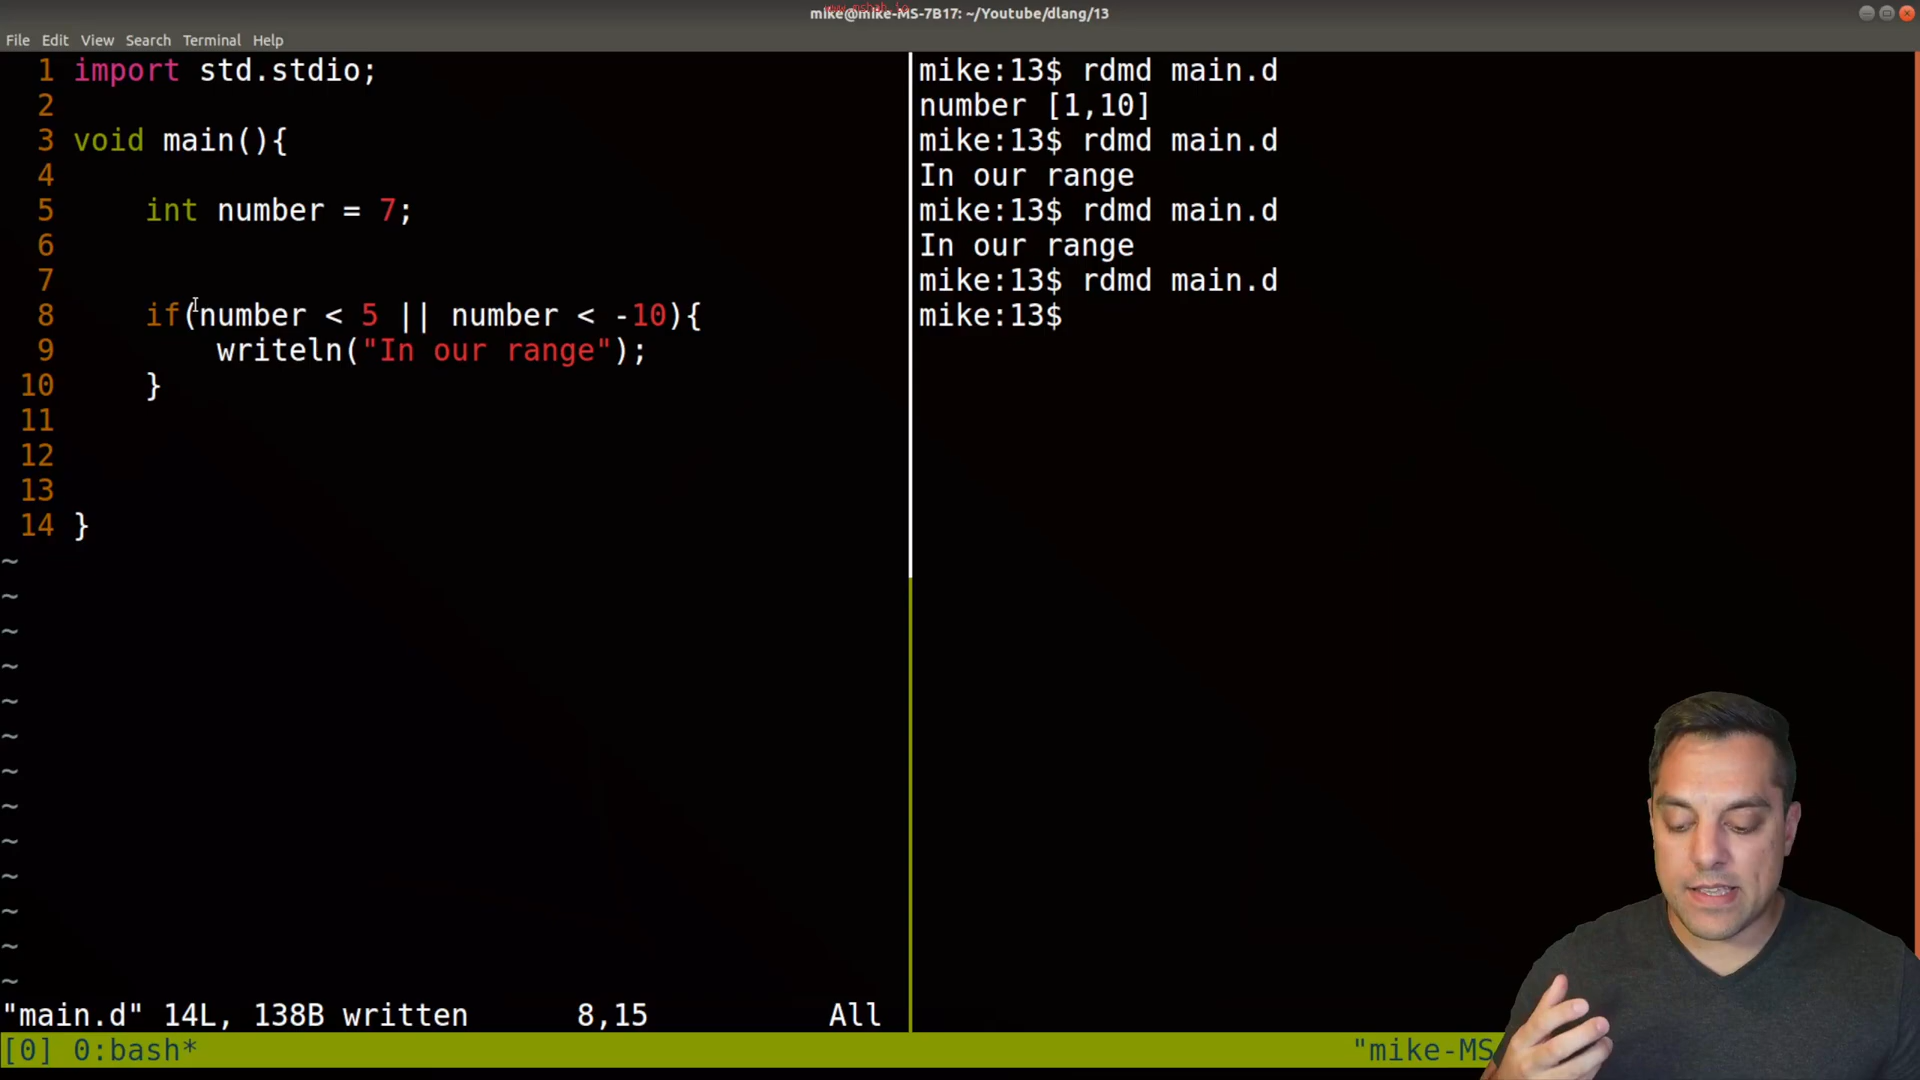 www.mshah.io
mike@mike-MS-7B17: ~/Youtube/dlang/13
File Edit View Search Terminal Help
1 import std.stdio;
2
3 void main(){
4
5 int number = 7;
6
7
8 if(number < 5 || number < -10){
9 writeln("In our range");
10 }
11
12
13
14 }
~
~
~
~
~
~
~
~
~
~
~
~
~
"main.d" 14L, 138B written 8,15 All
mike:13$ rdmd main.d
number [1,10]
mike:13$ rdmd main.d
In our range
mike:13$ rdmd main.d
In our range
mike:13$ rdmd main.d
mike:13$
[0] 0:bash* "mike-MS